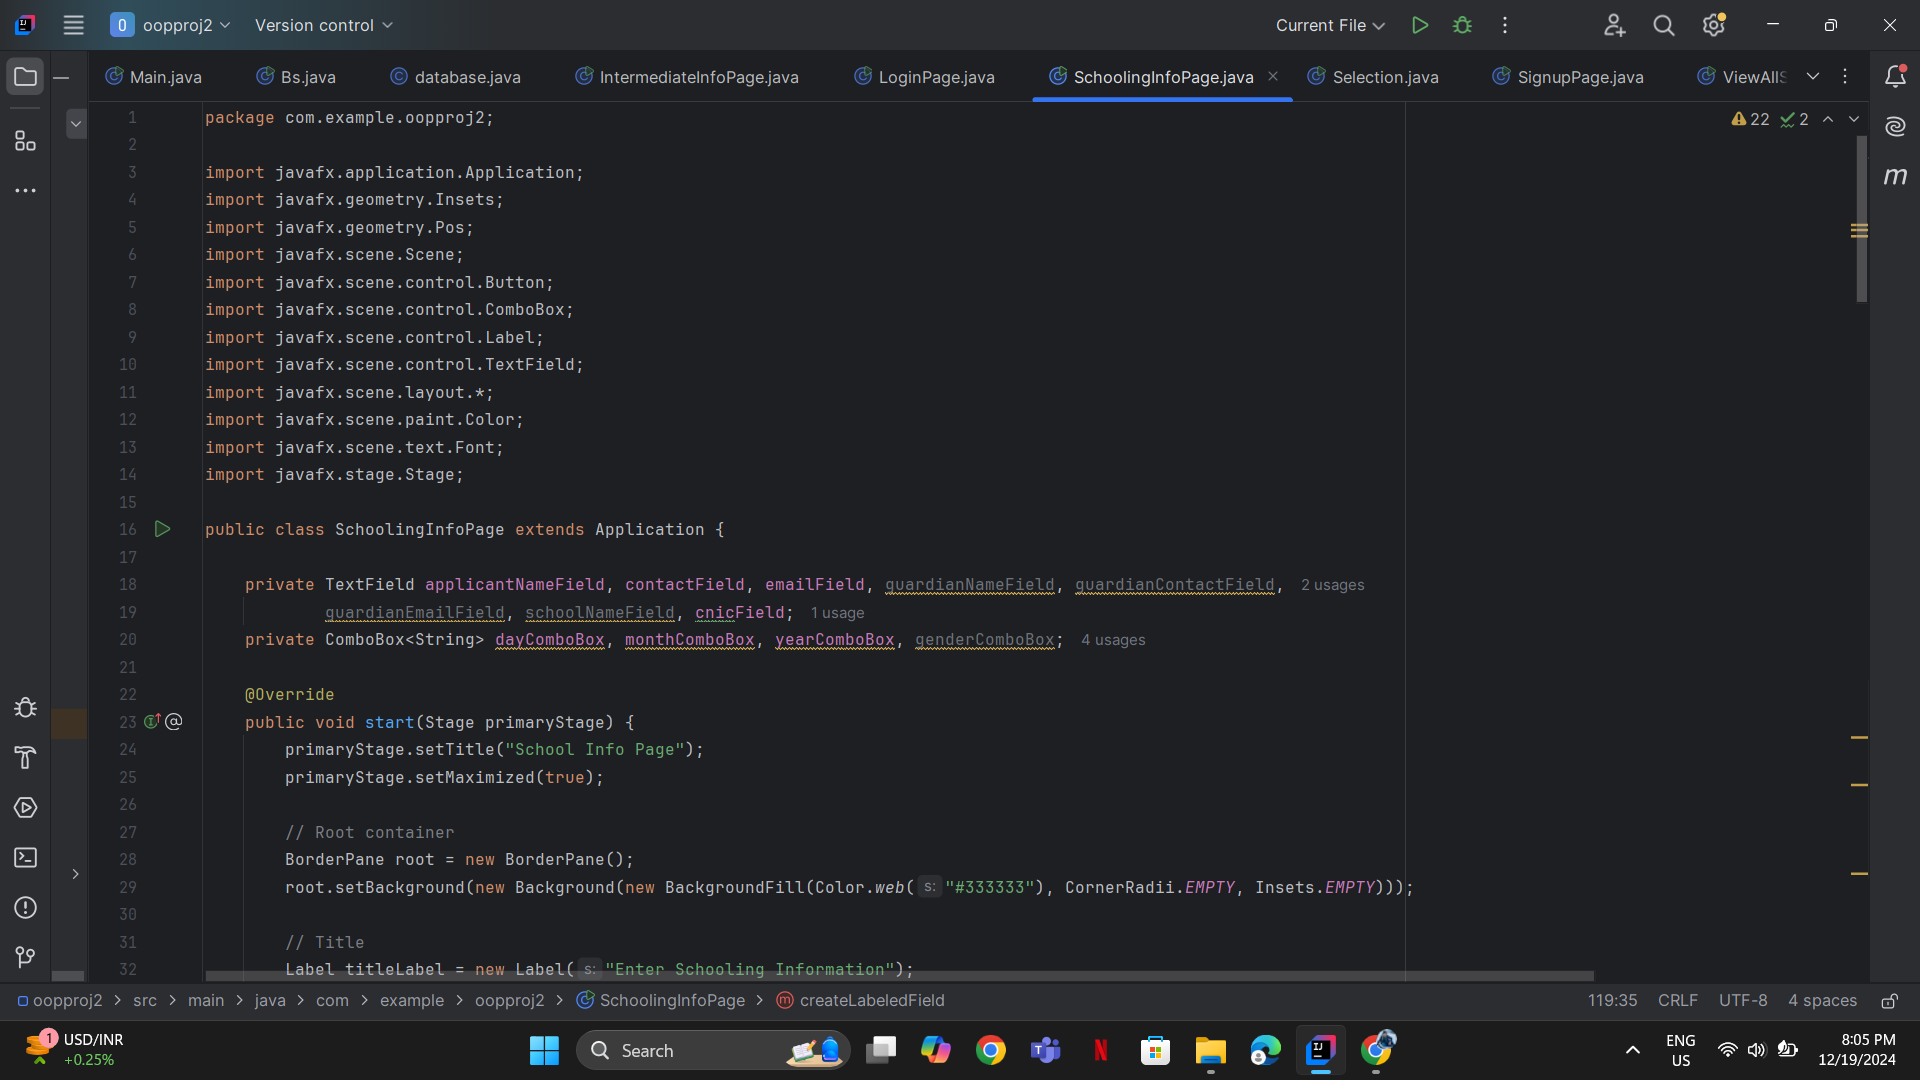 oopproj2 Version control Current File
Main.java Bs.java database.java IntermediateInfoPage.java LoginPage.java SchoolingInfoPage.java Selection.java SignupPage.java ViewAllS
22 2
1 package com.example.oopproj2;
2
3 import javafx.application.Application;
4 import javafx.geometry.Insets;
5 import javafx.geometry.Pos;
6 import javafx.scene.Scene;
7 import javafx.scene.control.Button;
8 import javafx.scene.control.ComboBox;
9 import javafx.scene.control.Label;
10 import javafx.scene.control.TextField;
11 import javafx.scene.layout.*;
12 import javafx.scene.paint.Color;
13 import javafx.scene.text.Font;
14 import javafx.stage.Stage;
15
16 public class SchoolingInfoPage extends Application {
17
18 private TextField applicantNameField, contactField, emailField, guardianNameField, guardianContactField, 2 usages
19 guardianEmailField, schoolNameField, cnicField; 1 usage
20 private ComboBox<String> dayComboBox, monthComboBox, yearComboBox, genderComboBox; 4 usages
21
22 @Override
23 public void start(Stage primaryStage) {
24 primaryStage.setTitle("School Info Page");
25 primaryStage.setMaximized(true);
26
27 // Root container
28 BorderPane root = new BorderPane();
29 root.setBackground(new Background(new BackgroundFill(Color.web( s: "#333333"), CornerRadii.EMPTY, Insets.EMPTY)));
30
31 // Title
32 Label titleLabel = new Label( s: "Enter Schooling Information");
oopproj2 > src > main > java > com > example > oopproj2 > SchoolingInfoPage > createLabeledField 119:35 CRLF UTF-8 4 spaces
1 USD/INR
+0.25%
Search
ENG
US
8:05 PM
12/19/2024